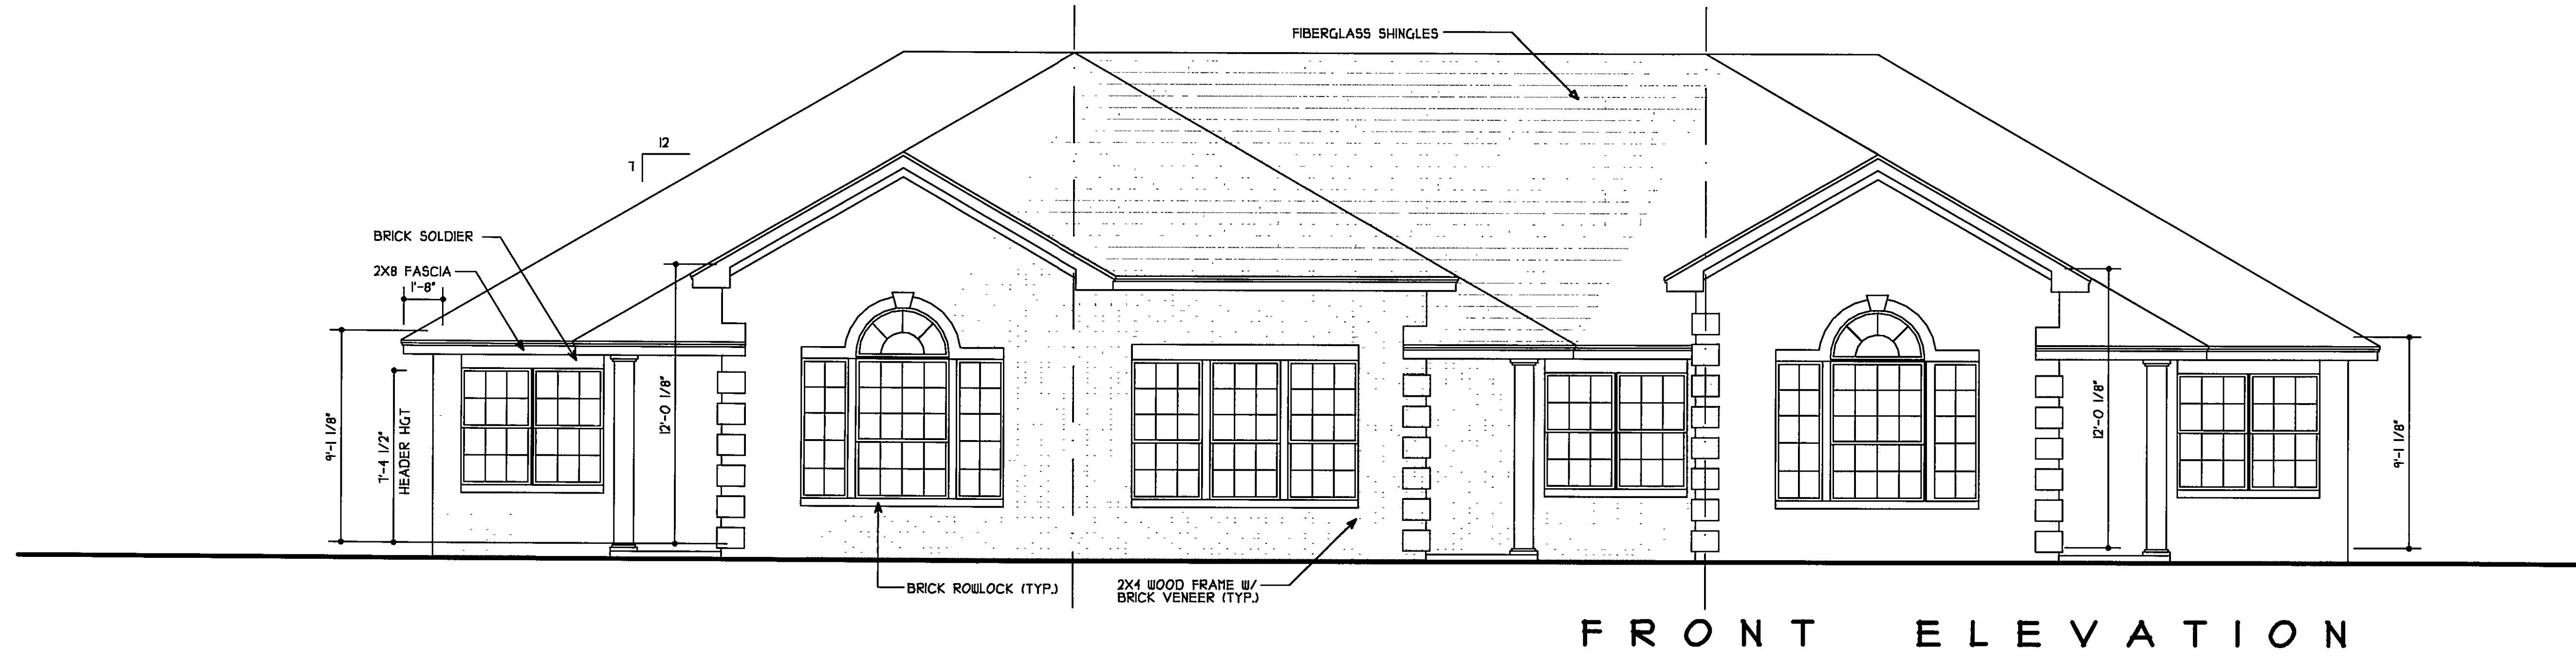 FIBERGLASS SHINGLES
12
7
BRICK SOLDIER
2X8 FASCIA
1'-8"
9'-1 1/8"
7'-4 1/2"
HEADER HGT
12'-0 1/8"
12'-0 1/8"
9'-1 1/8"
BRICK ROWLOCK (TYP.)
2X4 WOOD FRAME W/
BRICK VENEER (TYP.)
FRONT ELEVATION